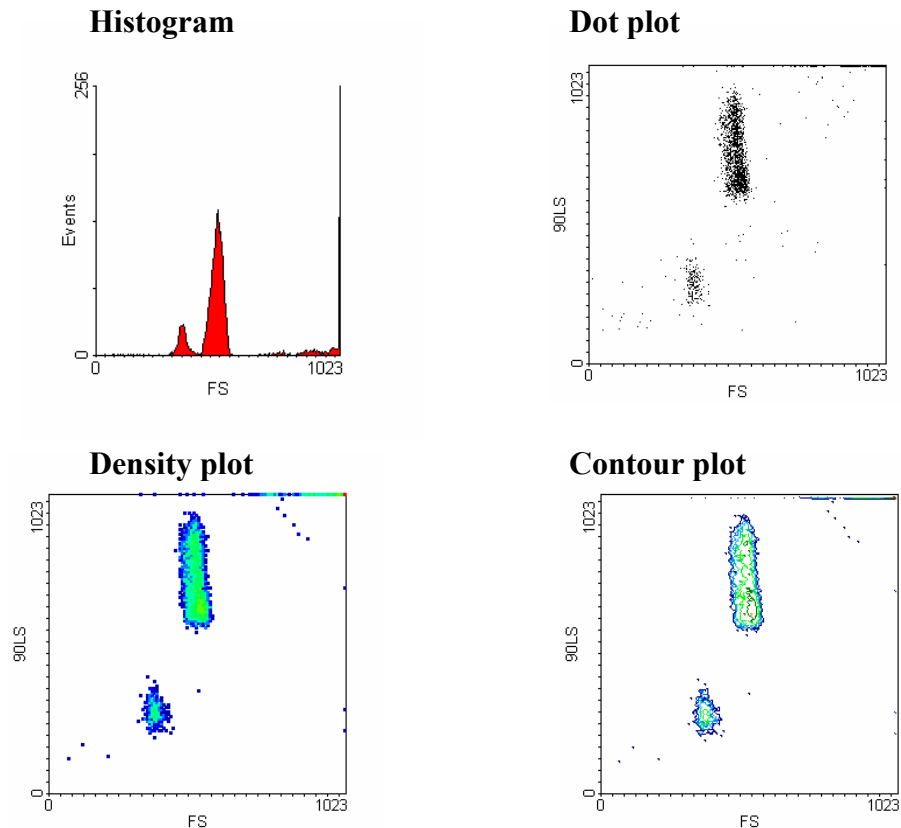 Histogram
256
Events
0
0
1023
FS
Dot plot
1023
90LS
0
0
1023
FS
Density plot
1023
90LS
0
0
1023
FS
Contour plot
1023
90LS
0
0
1023
FS